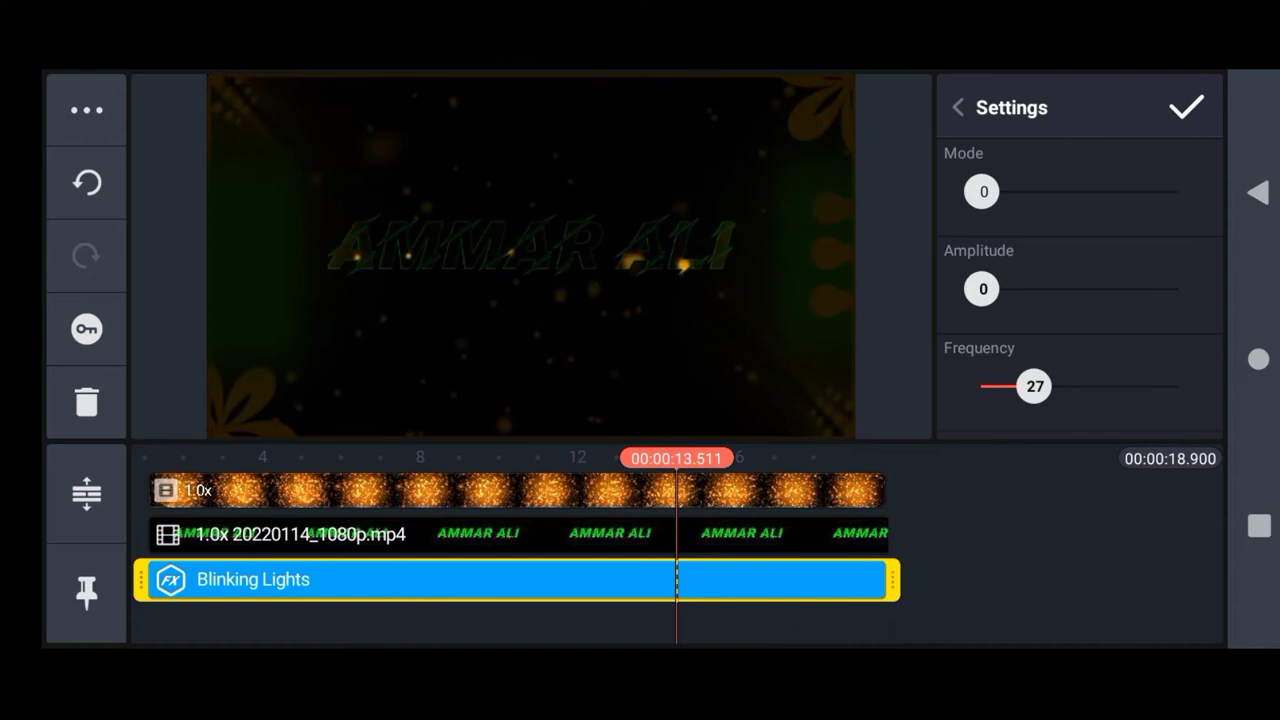 Settings
Mode
0
Amplitude
0
Frequency
27
AMMAR ALI
4
8
12
00:00:13.511
6
00:00:18.900
1.0x
1.0x 20220114_1080p.mp4
AMMAR ALI
AMMAR ALI
AMMAR ALI
AMMAR
FX
Blinking Lights